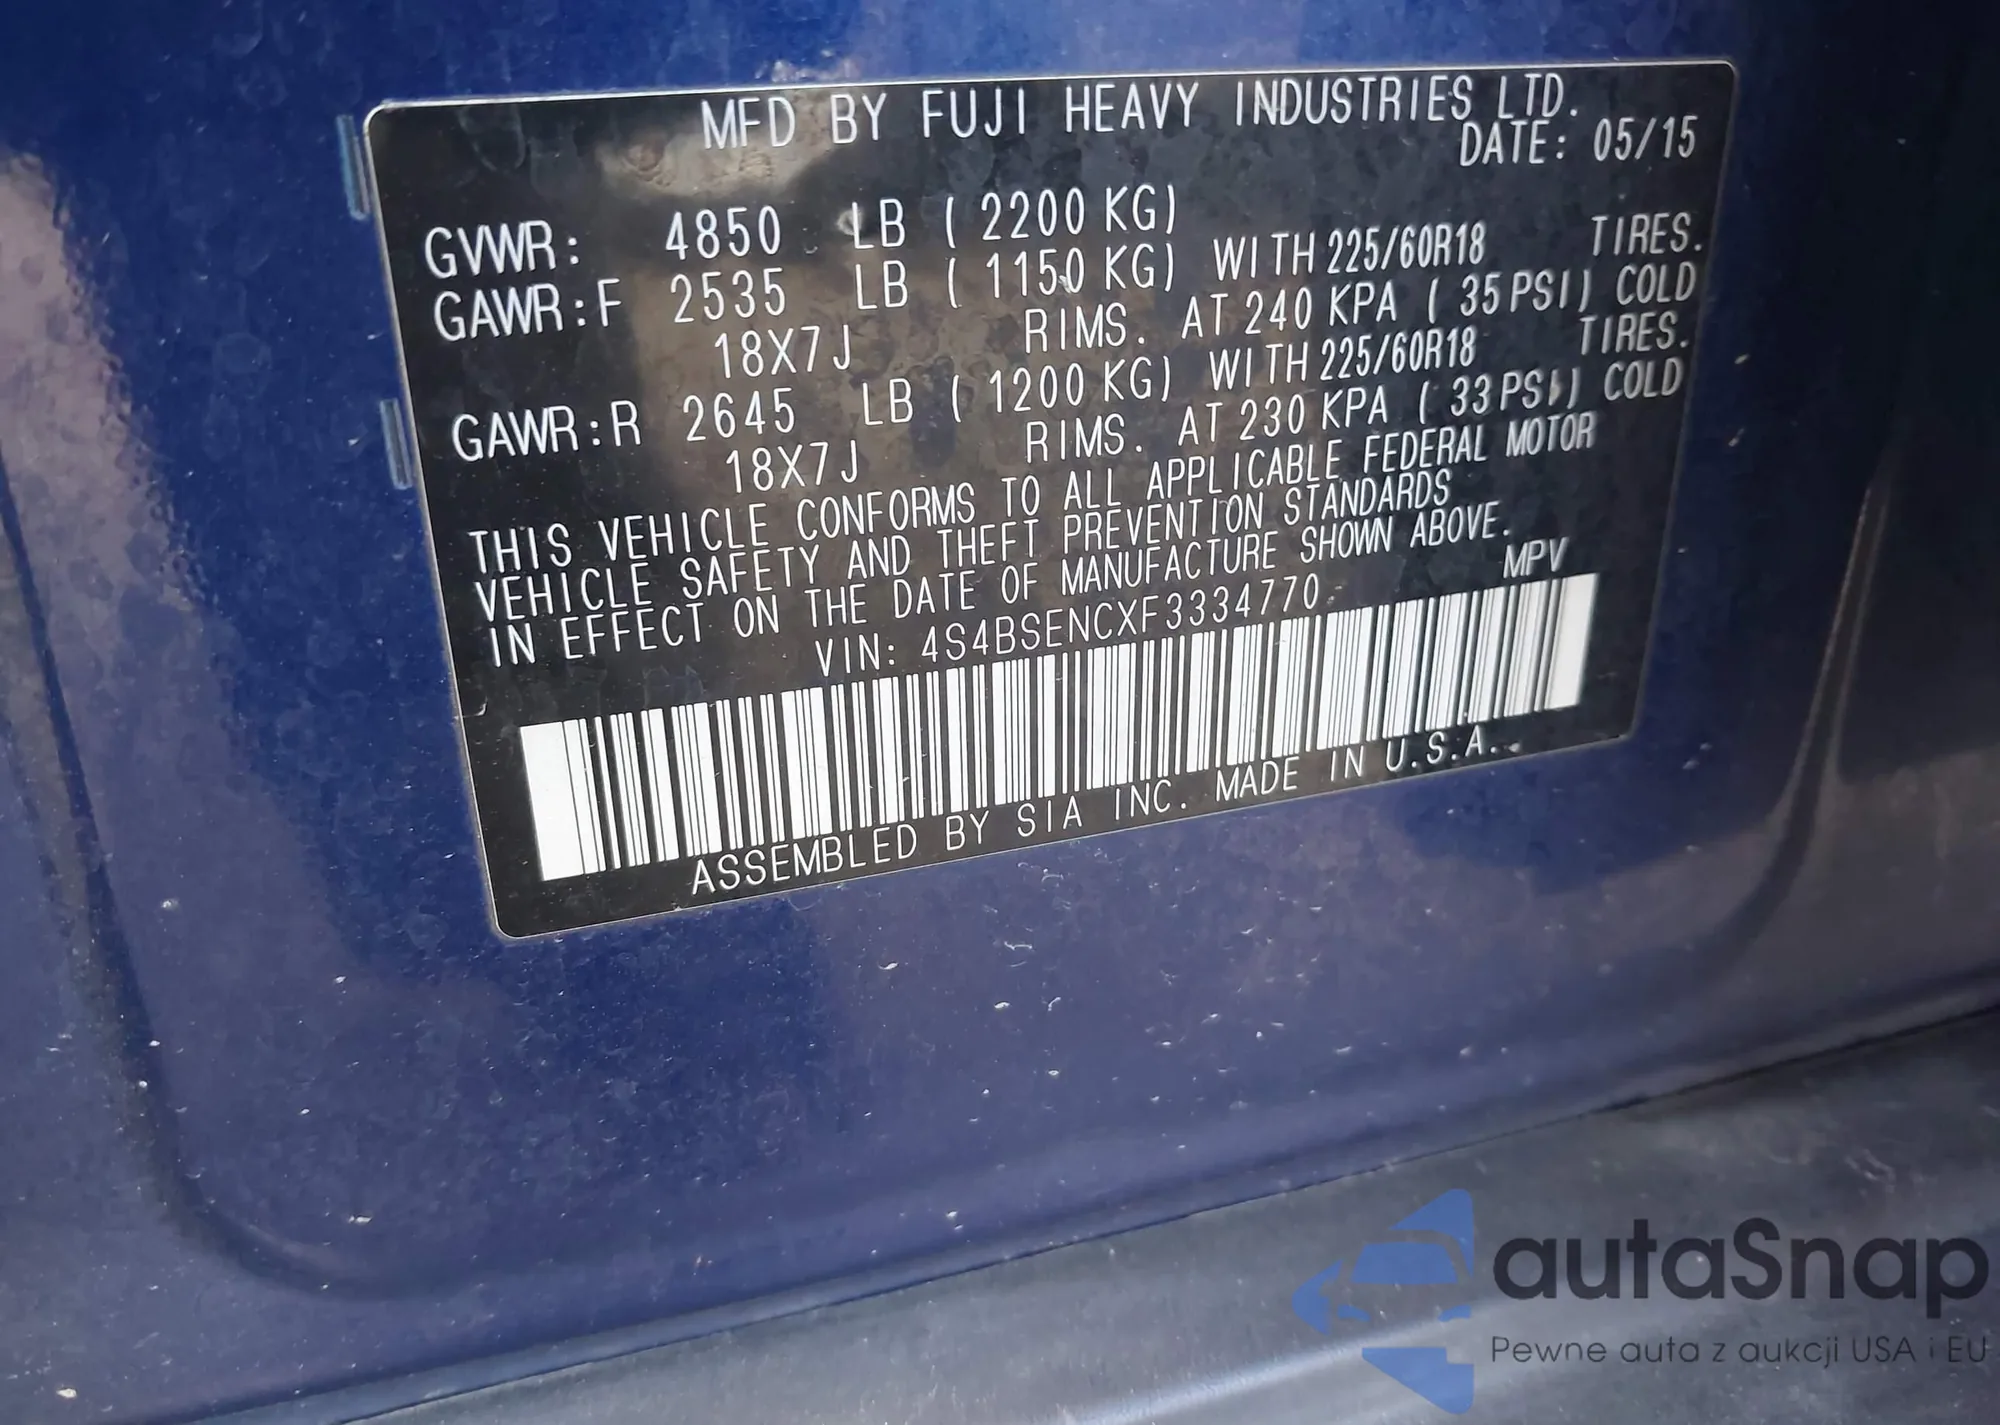 MFD BY FUJI HEAVY INDUSTRIES LTD.
DATE: 05/15
GVWR: 4850 LB ( 2200 KG)
GAWR:F 2535 LB ( 1150 KG) WITH 225/60R18 TIRES.
18X7J RIMS. AT 240 KPA ( 35 PSI) COLD
GAWR:R 2645 LB ( 1200 KG) WITH 225/60R18 TIRES.
18X7J RIMS. AT 230 KPA ( 33 PSI) COLD
THIS VEHICLE CONFORMS TO ALL APPLICABLE FEDERAL MOTOR
VEHICLE SAFETY AND THEFT PREVENTION STANDARDS
IN EFFECT ON THE DATE OF MANUFACTURE SHOWN ABOVE.
VIN: 4S4BSENCXF3334770 MPV
ASSEMBLED BY SIA INC. MADE IN U.S.A.
autaSnap
Pewne auta z aukcji USA i EU